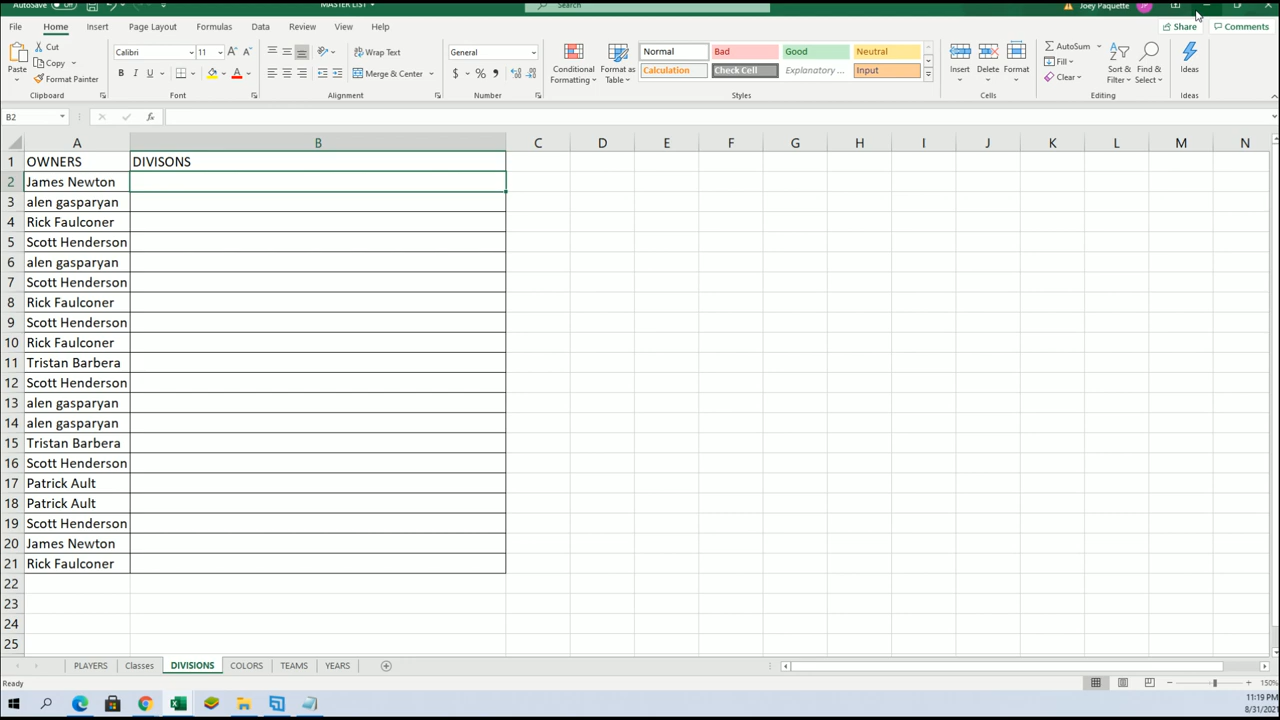 AutoSave Off MASTER LIST Search Joey Paquette JP
File Home Insert Page Layout Formulas Data Review View Help Share Comments
Paste Cut Copy Format Painter
Clipboard
Calibri 11
B I U A
Font
Wrap Text
Merge & Center
Alignment
General
$ % 9
Number
Conditional Formatting Format as Table
Normal Bad Good Neutral
Calculation Check Cell Explanatory ... Input
Styles
Insert Delete Format
Cells
AutoSum
Fill
Clear
Sort & Filter Find & Select
Editing
Ideas
Ideas
B2 fx
A B C D E F G H I J K L M N
1 OWNERS DIVISONS
2 James Newton
3 alen gasparyan
4 Rick Faulconer
5 Scott Henderson
6 alen gasparyan
7 Scott Henderson
8 Rick Faulconer
9 Scott Henderson
10 Rick Faulconer
11 Tristan Barbera
12 Scott Henderson
13 alen gasparyan
14 alen gasparyan
15 Tristan Barbera
16 Scott Henderson
17 Patrick Ault
18 Patrick Ault
19 Scott Henderson
20 James Newton
21 Rick Faulconer
22
23
24
25
PLAYERS Classes DIVISIONS COLORS TEAMS YEARS
Ready 150%
11:19 PM
8/31/2021